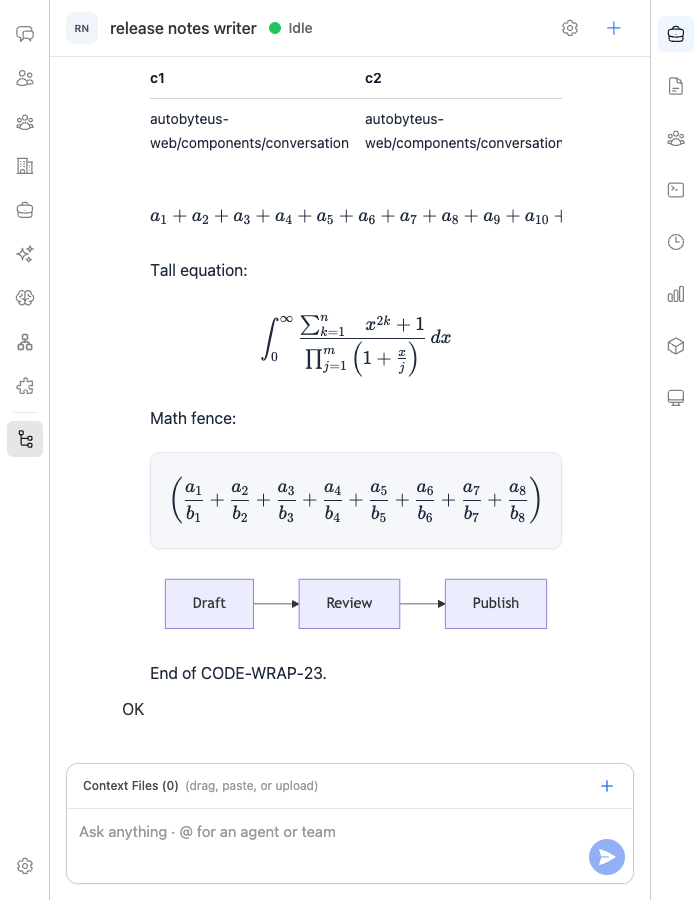 RN release notes writer Idle
c1 c2
autobyteus- autobyteus-
web/components/conversation web/components/conversation
a₁ + a₂ + a₃ + a₄ + a₅ + a₆ + a₇ + a₈ + a₉ + a₁₀ +
Tall equation:
∫₀^∞ (∑ₖ₌₁ⁿ x²ᵏ + 1) / (∏ⱼ₌₁ᵐ (1 + x/j)) dx
Math fence:
(a₁/b₁ + a₂/b₂ + a₃/b₃ + a₄/b₄ + a₅/b₅ + a₆/b₆ + a₇/b₇ + a₈/b₈)
Draft Review Publish
End of CODE-WRAP-23.
OK
Context Files (0) (drag, paste, or upload)
Ask anything · @ for an agent or team